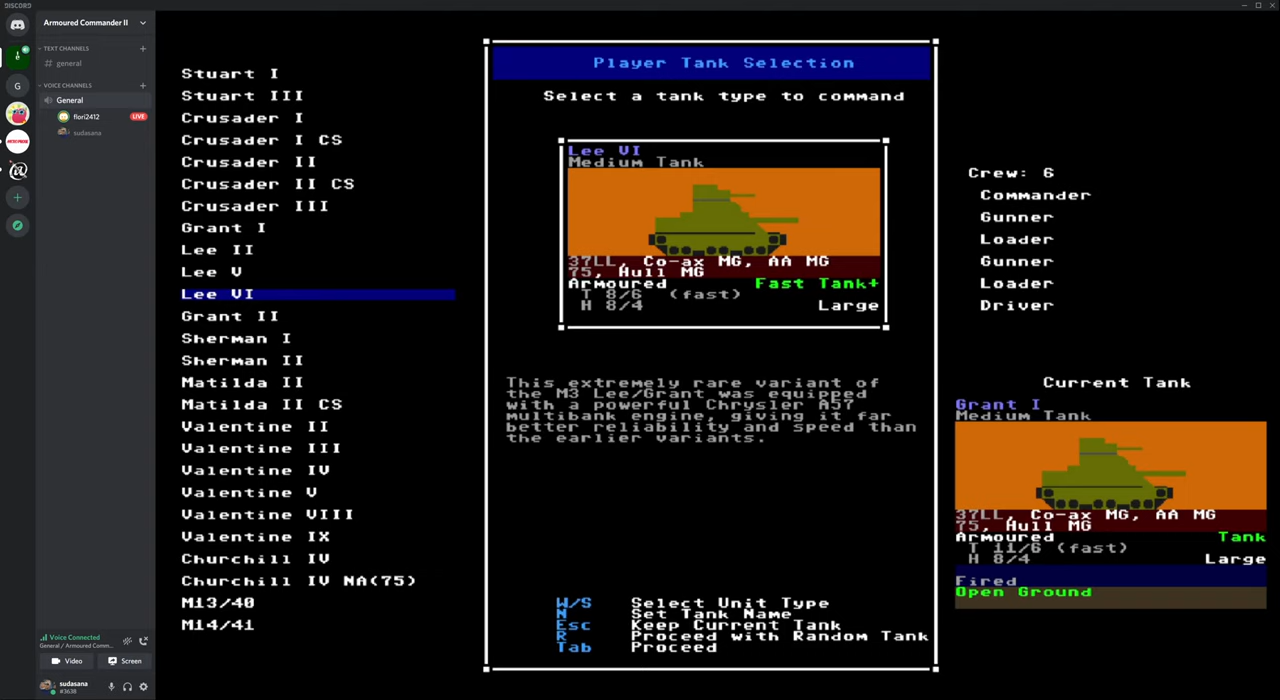 DISCORD
Armoured Commander II
TEXT CHANNELS
# general
VOICE CHANNELS
General
flori2412
LIVE
sudasana
G
Voice Connected
General / Armoured Comm...
Video
Screen
sudasana
#3638
Stuart I
Stuart III
Crusader I
Crusader I CS
Crusader II
Crusader II CS
Crusader III
Grant I
Lee II
Lee V
Lee VI
Grant II
Sherman I
Sherman II
Matilda II
Matilda II CS
Valentine II
Valentine III
Valentine IV
Valentine V
Valentine VIII
Valentine IX
Churchill IV
Churchill IV NA(75)
M13/40
M14/41
Player Tank Selection
Select a tank type to command
Lee VI
Medium Tank
37LL, Co-ax MG, AA MG
75, Hull MG
Armoured Fast Tank+
T 8/6 (fast)
H 8/4 Large
This extremely rare variant of
the M3 Lee/Grant was equipped
with a powerful Chrysler A57
multibank engine, giving it far
better reliability and speed than
the earlier variants.
W/S Select Unit Type
N Set Tank Name
Esc Keep Current Tank
R Proceed with Random Tank
Tab Proceed
Crew: 6
Commander
Gunner
Loader
Gunner
Loader
Driver
Current Tank
Grant I
Medium Tank
37LL, Co-ax MG, AA MG
75, Hull MG
Armoured Tank
T 11/6 (fast)
H 8/4 Large
Fired
Open Ground